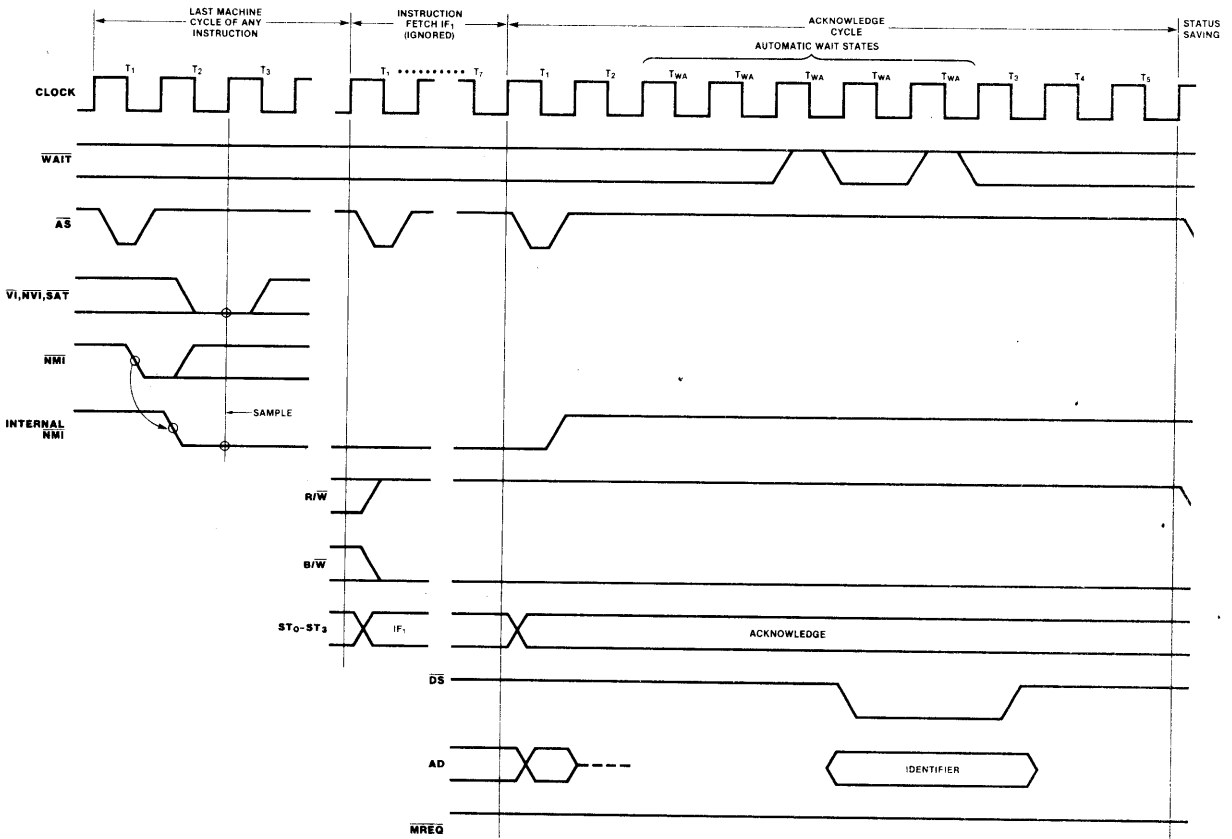 LAST MACHINE
CYCLE OF ANY
INSTRUCTION
INSTRUCTION
FETCH IF₁
(IGNORED)
ACKNOWLEDGE
CYCLE
STATUS
SAVING
AUTOMATIC WAIT STATES
CLOCK
T₁
T₂
T₃
T₁
T₇
T₁
T₂
TWA
TWA
TWA
TWA
TWA
T₃
T₄
T₅
WAIT
AS
VI,NVI,SAT
NMI
SAMPLE
INTERNAL
NMI
R/W
B/W
ST₀-ST₃
IF₁
ACKNOWLEDGE
DS
AD
IDENTIFIER
MREQ